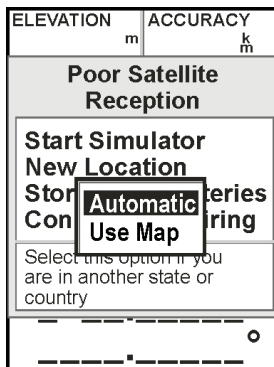 ELEVATION ACCURACY
m k m
Poor Satellite
Reception
Start Simulator
New Location
Stor teries
Con iring
Automatic
Use Map
Select this option if you
are in another state or
country